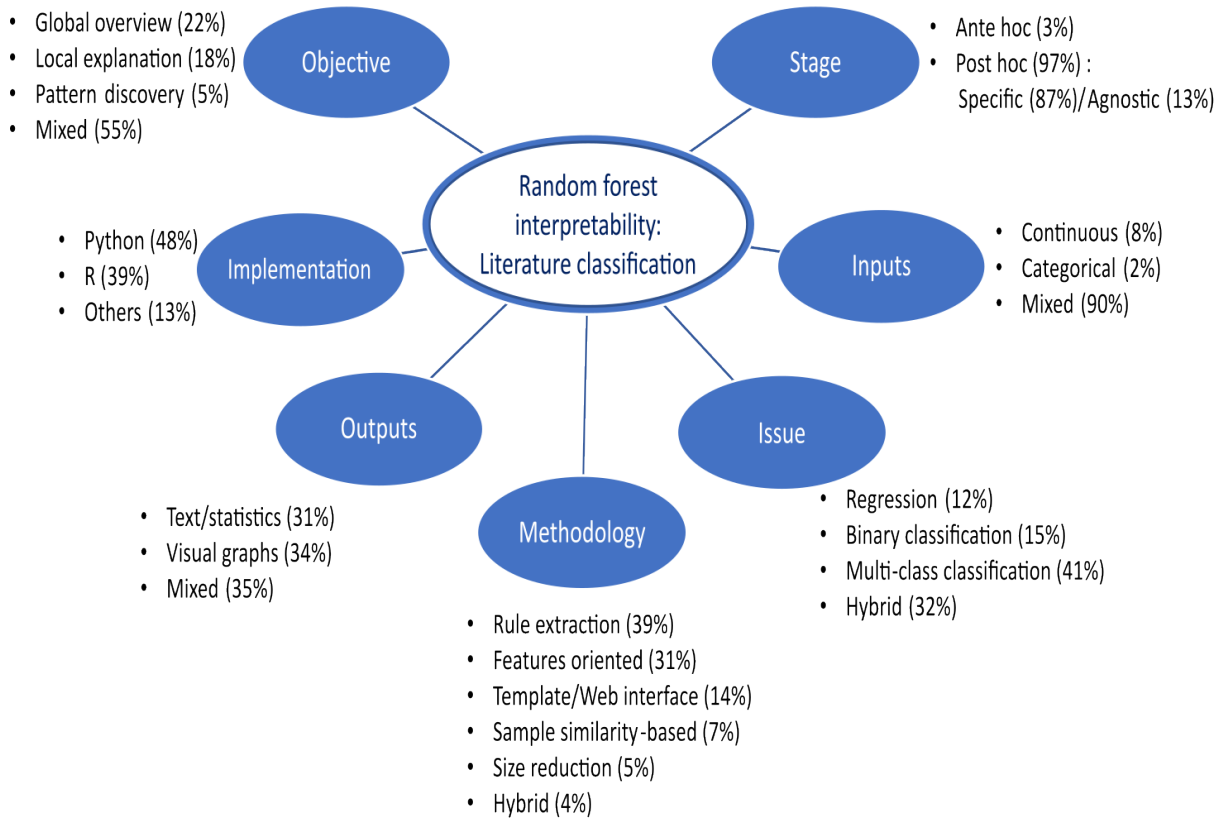 Random forest
interpretability:
Literature classification
Objective
• Global overview (22%)
• Local explanation (18%)
• Pattern discovery (5%)
• Mixed (55%)
Stage
• Ante hoc (3%)
• Post hoc (97%) :
Specific (87%)/Agnostic (13%)
Implementation
• Python (48%)
• R (39%)
• Others (13%)
Inputs
• Continuous (8%)
• Categorical (2%)
• Mixed (90%)
Outputs
• Text/statistics (31%)
• Visual graphs (34%)
• Mixed (35%)
Issue
• Regression (12%)
• Binary classification (15%)
• Multi-class classification (41%)
• Hybrid (32%)
Methodology
• Rule extraction (39%)
• Features oriented (31%)
• Template/Web interface (14%)
• Sample similarity-based (7%)
• Size reduction (5%)
• Hybrid (4%)